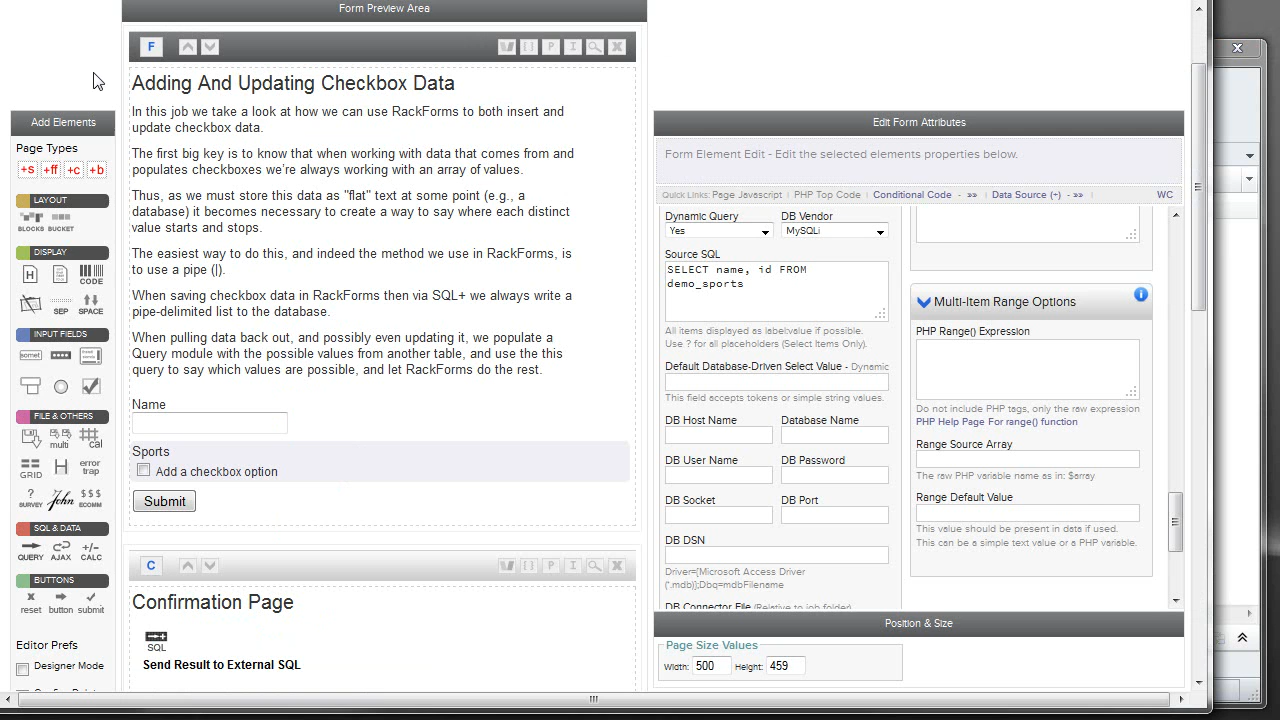 Form Preview Area
F
P
I
Adding And Updating Checkbox Data
In this job we take a look at how we can use RackForms to both insert and
update checkbox data.
The first big key is to know that when working with data that comes from and
populates checkboxes we're always working with an array of values.
Thus, as we must store this data as "flat" text at some point (e.g., a
database) it becomes necessary to create a way to say where each distinct
value starts and stops.
The easiest way to do this, and indeed the method we use in RackForms, is
to use a pipe (|).
When saving checkbox data in RackForms then via SQL+ we always write a
pipe-delimited list to the database.
When pulling data back out, and possibly even updating it, we populate a
Query module with the possible values from another table, and use the this
query to say which values are possible, and let RackForms do the rest.
Name
Sports
Add a checkbox option
Submit
C
P
I
Confirmation Page
SQL
Send Result to External SQL
Add Elements
Page Types
+s +ff +c +b
LAYOUT
BLOCKS BUCKET
DISPLAY
H
CODE
SEP SPACE
INPUT FIELDS
FILE & OTHERS
multi +cal
GRID H error trap
? SURVEY John $$$ ECOMM
SQL & DATA
QUERY AJAX +/- CALC
BUTTONS
reset button submit
Editor Prefs
Designer Mode
Edit Form Attributes
Form Element Edit - Edit the selected elements properties below.
Quick Links: Page Javascript | PHP Top Code | Conditional Code - »» | Data Source (+) - »» | WC
Dynamic Query DB Vendor
Yes MySQLi
Source SQL
SELECT name, id FROM
demo_sports
All items displayed as label:value if possible.
Use ? for all placeholders (Select Items Only).
Default Database-Driven Select Value - Dynamic
This field accepts tokens or simple string values.
DB Host Name Database Name
DB User Name DB Password
DB Socket DB Port
DB DSN
Driver={Microsoft Access Driver
(*.mdb)};Dbq=mdbFilename
DB Connector File (Relative to job folder)
Multi-Item Range Options
PHP Range() Expression
Do not include PHP tags, only the raw expression
PHP Help Page For range() function
Range Source Array
The raw PHP variable name as in: $array
Range Default Value
This value should be present in data if used.
This can be a simple text value or a PHP variable.
Position & Size
Page Size Values
Width: 500 Height: 459